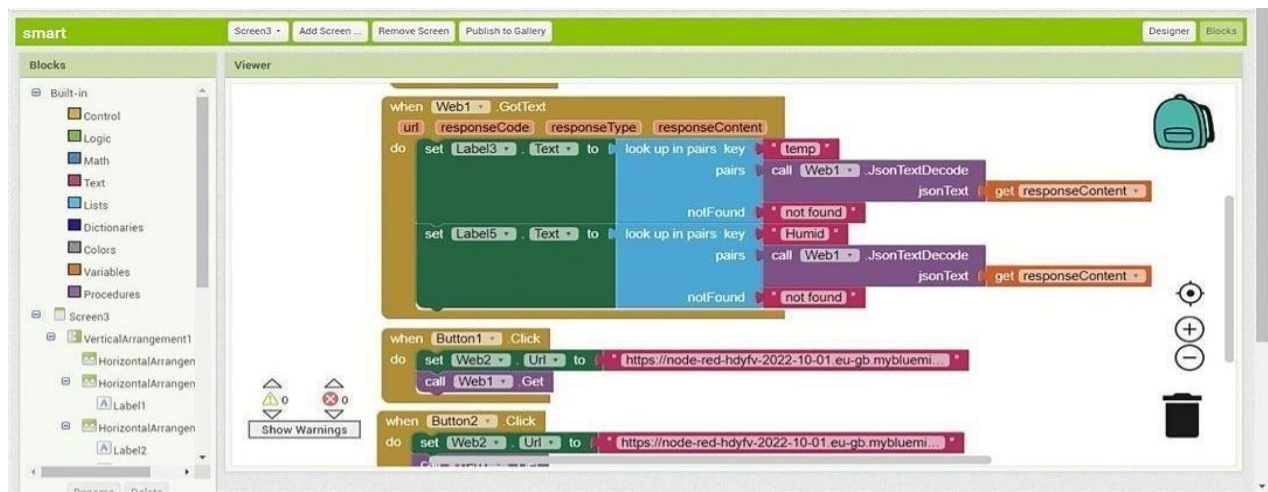 smart Screen3 Add Screen ... Remove Screen Publish to Gallery Designer Blocks
Blocks Viewer
Built-in
Control
Logic
Math
Text
Lists
Dictionaries
Colors
Variables
Procedures
Screen3
VerticalArrangement1
HorizontalArrangen
HorizontalArrangen
Label1
HorizontalArrangen
Label2
Rename Delete
when Web1 .GotText
url responseCode responseType responseContent
do set Label3 . Text to look up in pairs key " temp "
pairs call Web1 .JsonTextDecode
jsonText get responseContent
notFound " not found "
set Label5 . Text to look up in pairs key " Humid "
pairs call Web1 .JsonTextDecode
jsonText get responseContent
notFound " not found "
when Button1 .Click
do set Web2 . Url to " https://node-red-hdyfv-2022-10-01.eu-gb.mybluemi... "
call Web1 .Get
when Button2 .Click
do set Web2 . Url to " https://node-red-hdyfv-2022-10-01.eu-gb.mybluemi... "
0 0
Show Warnings